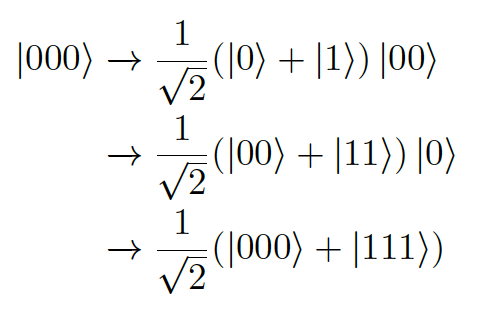 |000⟩ → 1/√2 (|0⟩ + |1⟩) |00⟩
→ 1/√2 (|00⟩ + |11⟩) |0⟩
→ 1/√2 (|000⟩ + |111⟩)